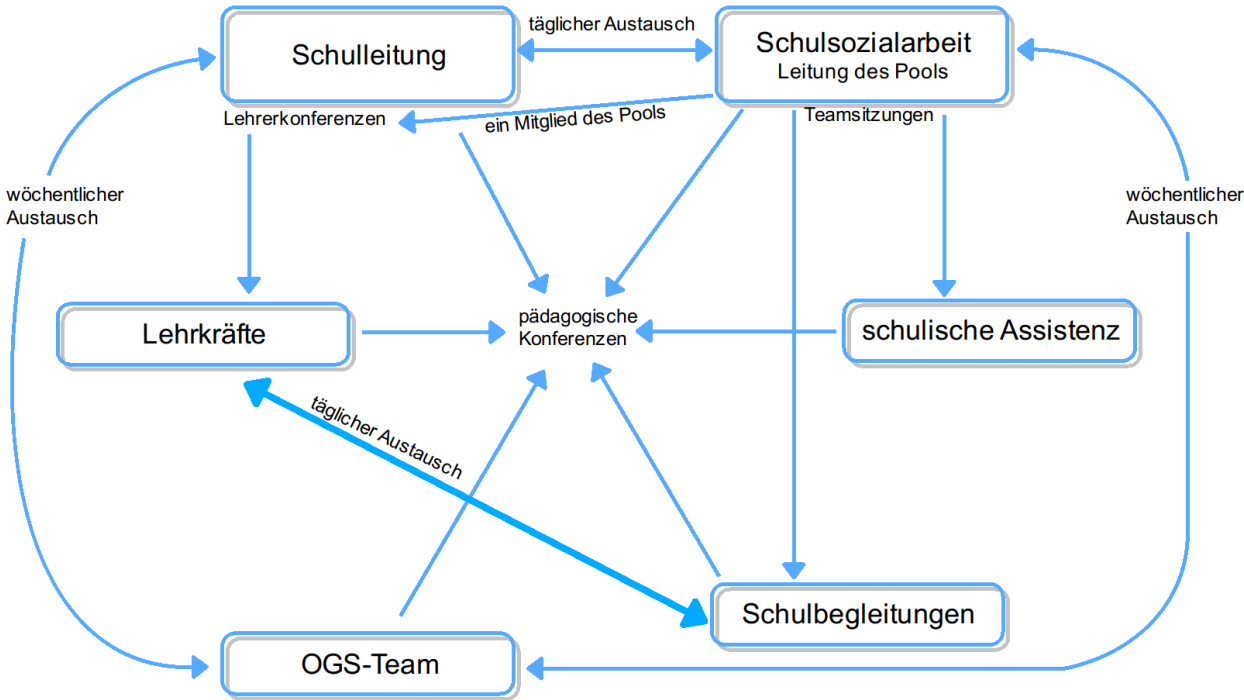 täglicher Austausch
Schulleitung
Schulsozialarbeit
Leitung des Pools
Lehrerkonferenzen
ein Mitglied des Pools
Teamsitzungen
wöchentlicher
Austausch
wöchentlicher
Austausch
Lehrkräfte
pädagogische
Konferenzen
schulische Assistenz
täglicher Austausch
Schulbegleitungen
OGS-Team